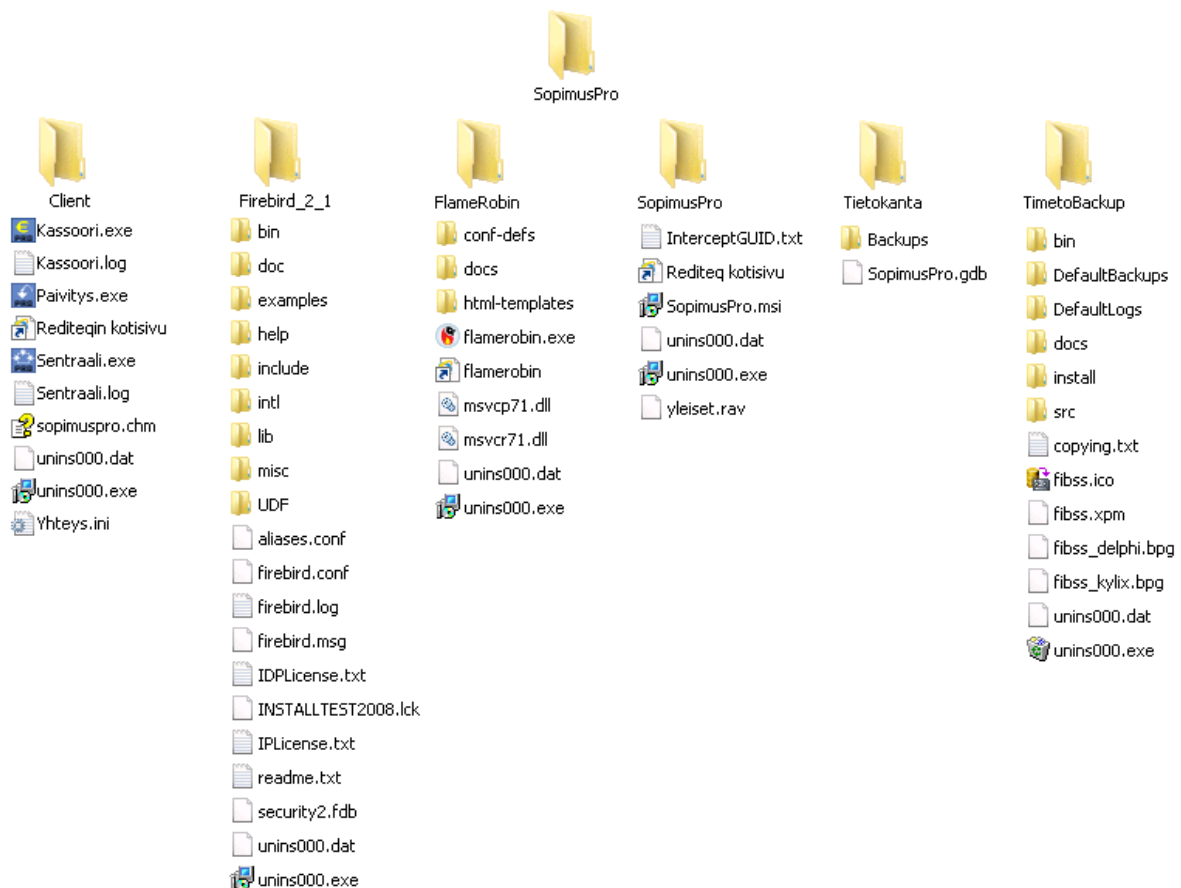 SopimusPro
Client
Kassoori.exe
Kassoori.log
Paivitys.exe
Rediteqin kotisivu
Sentraali.exe
Sentraali.log
sopimuspro.chm
unins000.dat
unins000.exe
Yhteys.ini
Firebird_2_1
bin
doc
examples
help
include
intl
lib
misc
UDF
aliases.conf
firebird.conf
firebird.log
firebird.msg
IDPLicense.txt
INSTALLTEST2008.lck
IPLicense.txt
readme.txt
security2.fdb
unins000.dat
unins000.exe
FlameRobin
conf-defs
docs
html-templates
flamerobin.exe
flamerobin
msvcp71.dll
msvcr71.dll
unins000.dat
unins000.exe
SopimusPro
InterceptGUID.txt
Rediteq kotisivu
SopimusPro.msi
unins000.dat
unins000.exe
yleiset.rav
Tietokanta
Backups
SopimusPro.gdb
TimetoBackup
bin
DefaultBackups
DefaultLogs
docs
install
src
copying.txt
fibss.ico
fibss.xpm
fibss_delphi.bpg
fibss_kylix.bpg
unins000.dat
unins000.exe